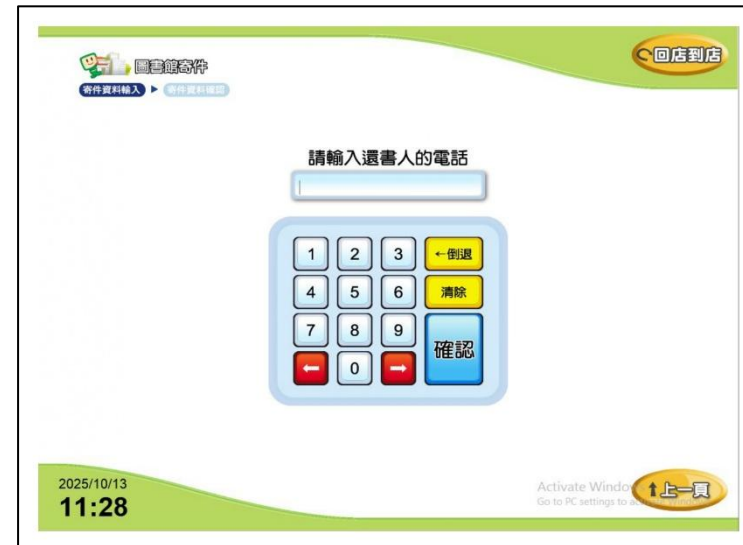 圖書館寄件
回店到店
寄件資料輸入 ▶ 寄件資料確認
請輸入還書人的電話
1 2 3 ←倒退
4 5 6 清除
7 8 9 確認
← 0 →
2025/10/13
11:28
Activate Windo
Go to PC settings to a
↑上一頁